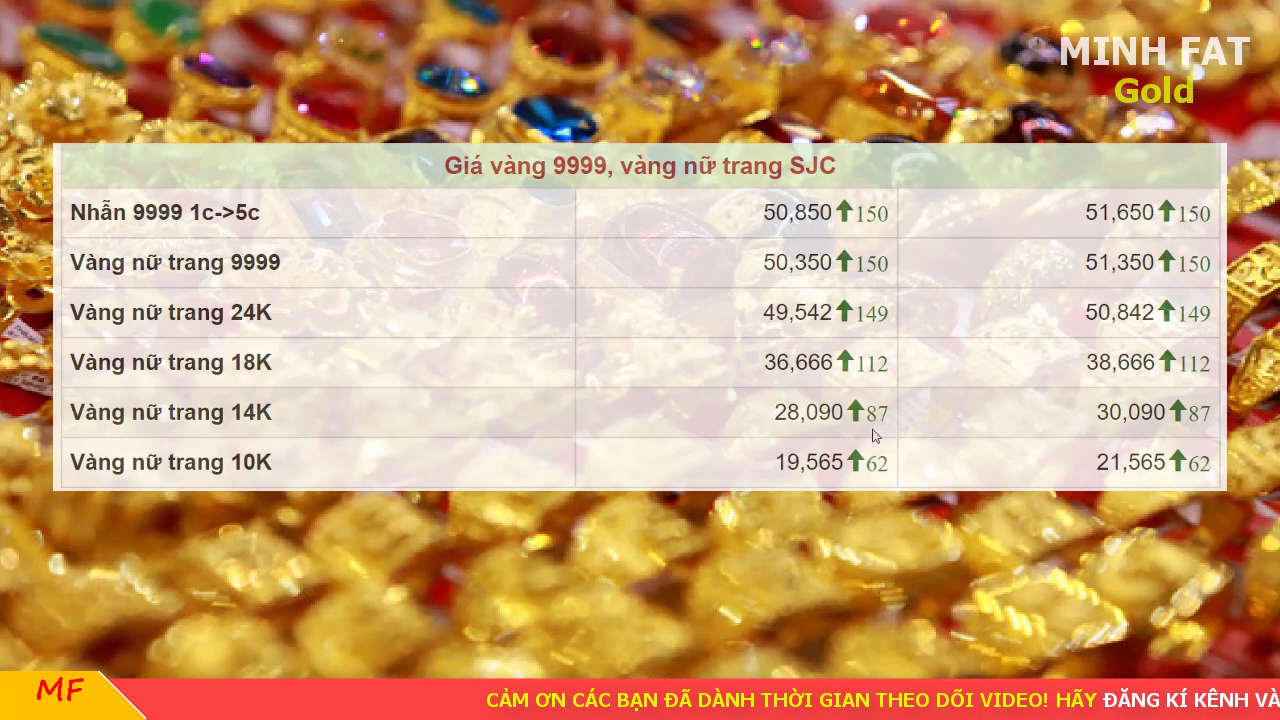 MINH FAT
Gold
Giá vàng 9999, vàng nữ trang SJC
Nhẫn 9999 1c->5c 50,850 150 51,650 150
Vàng nữ trang 9999 50,350 150 51,350 150
Vàng nữ trang 24K 49,542 149 50,842 149
Vàng nữ trang 18K 36,666 112 38,666 112
Vàng nữ trang 14K 28,090 87 30,090 87
Vàng nữ trang 10K 19,565 62 21,565 62
MF
CẢM ƠN CÁC BẠN ĐÃ DÀNH THỜI GIAN THEO DÕI VIDEO! HÃY ĐĂNG KÍ KÊNH VÀ